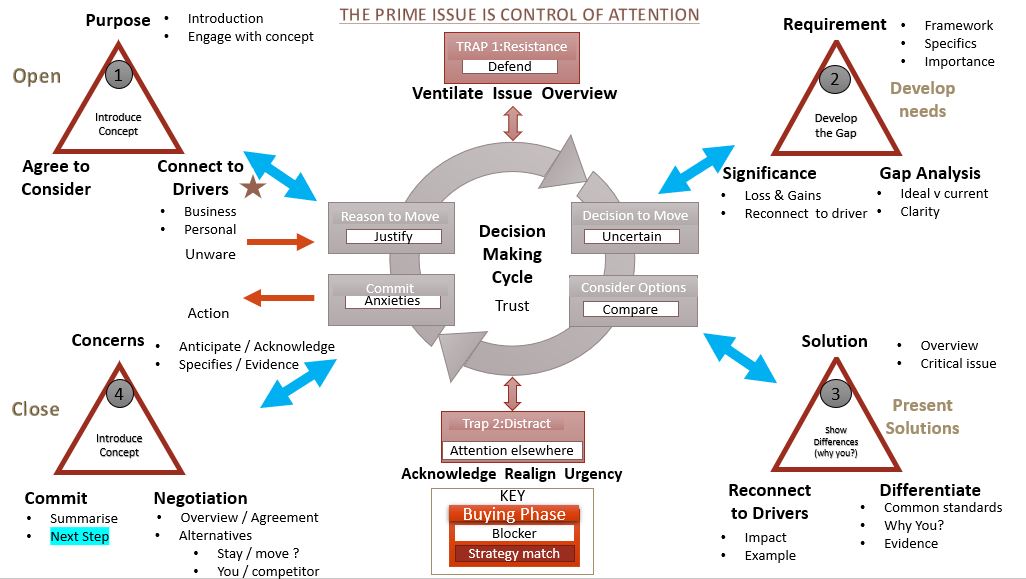 THE PRIME ISSUE IS CONTROL OF ATTENTION
Purpose
• Introduction
• Engage with concept
Open
1
Introduce
Concept
Agree to
Consider
Connect to
Drivers
• Business
• Personal
Unware
Action
TRAP 1:Resistance
Defend
Ventilate Issue Overview
Requirement
• Framework
• Specifics
• Importance
2
Develop
the Gap
Develop
needs
Significance
• Loss & Gains
• Reconnect to driver
Gap Analysis
• Ideal v current
• Clarity
Reason to Move
Justify
Decision to Move
Uncertain
Decision
Making
Cycle
Trust
Commit
Anxieties
Consider Options
Compare
Concerns
• Anticipate / Acknowledge
• Specifies / Evidence
Close
4
Introduce
Concept
Commit
• Summarise
• Next Step
Negotiation
• Overview / Agreement
• Alternatives
• Stay / move ?
• You / competitor
Trap 2:Distract
Attention elsewhere
Acknowledge Realign Urgency
KEY
Buying Phase
Blocker
Strategy match
Solution
• Overview
• Critical issue
3
Show
Differences
(why you?)
Present
Solutions
Reconnect
to Drivers
• Impact
• Example
Differentiate
• Common standards
• Why You?
• Evidence